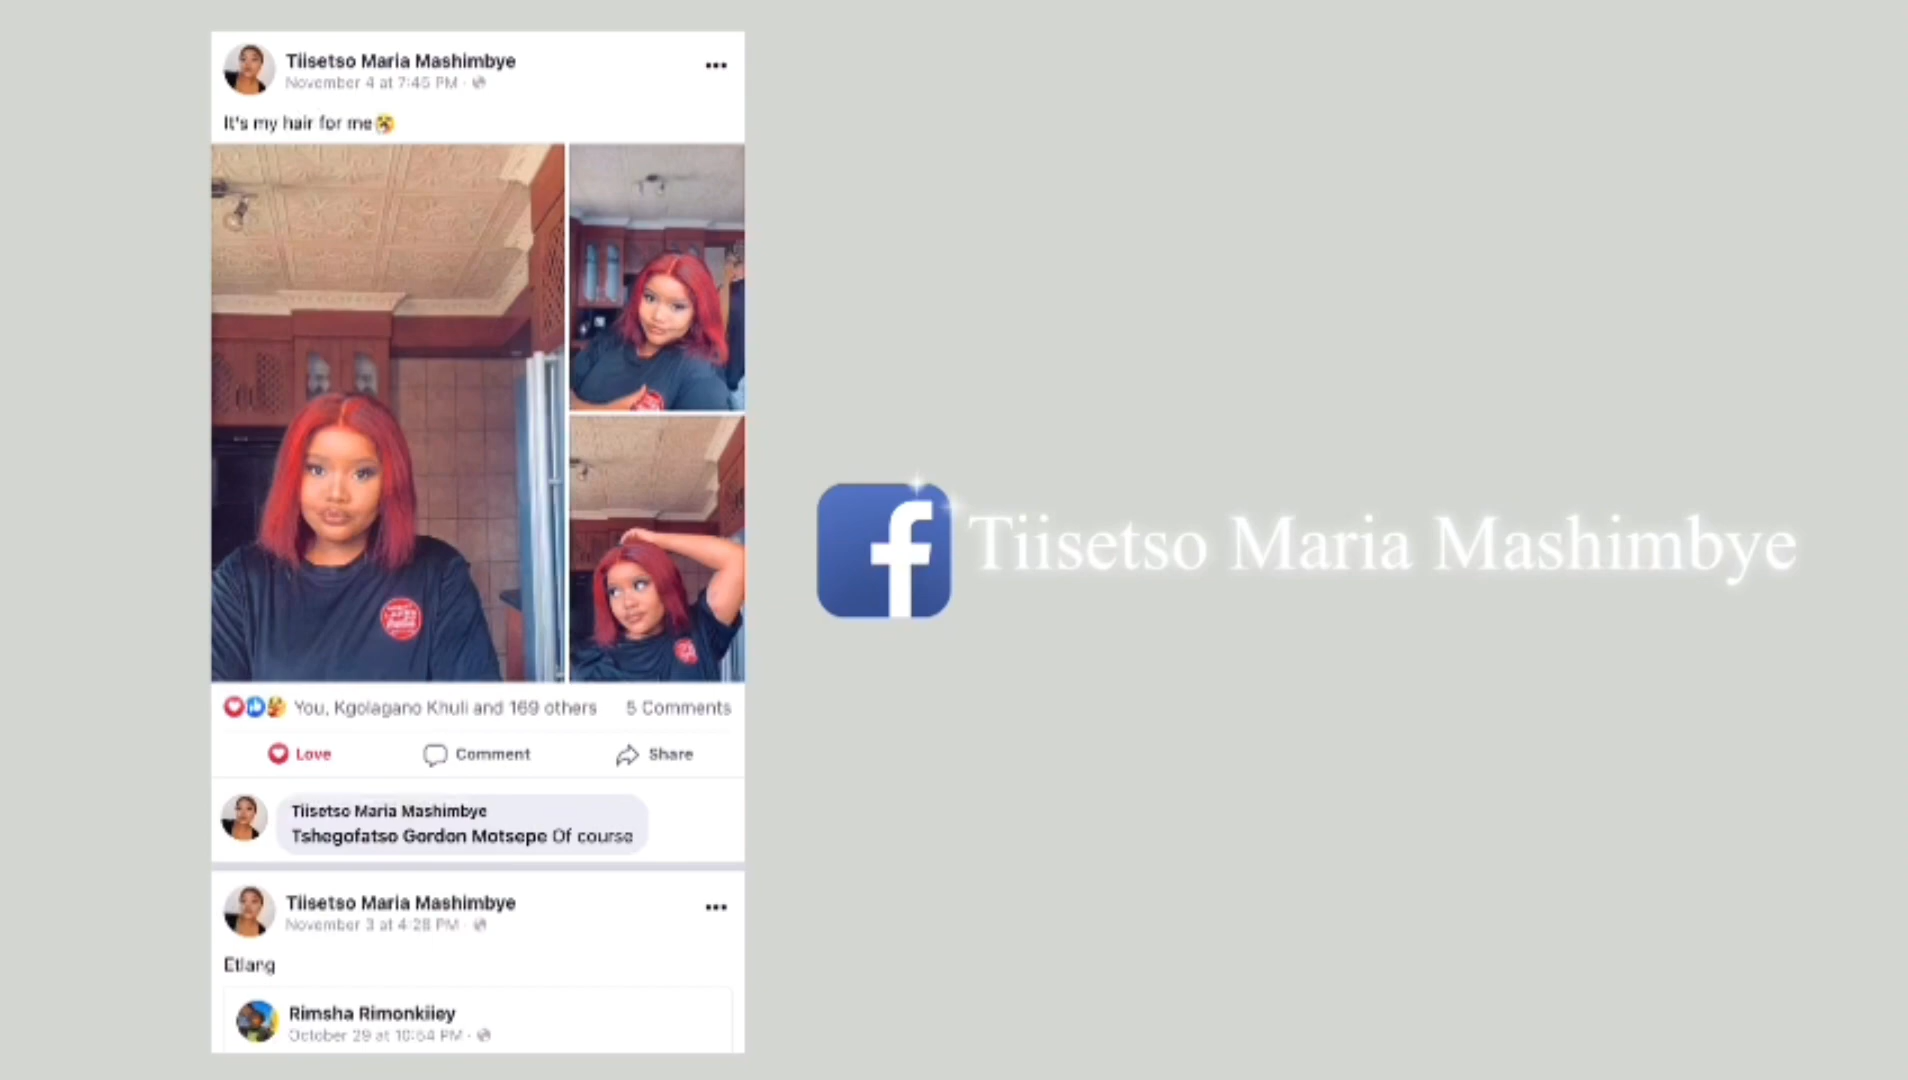 Tiisetso Maria Mashimbye
November 4 at 7:45 PM ·
It's my hair for me
You, Kgolagano Khuli and 169 others 5 Comments
Love Comment Share
Tiisetso Maria Mashimbye
Tshegofatso Gordon Motsepe Of course
Tiisetso Maria Mashimbye
November 3 at 4:28 PM ·
Etlang
Rimsha Rimonkiiey
October 29 at 10:54 PM ·
f Tiisetso Maria Mashimbye